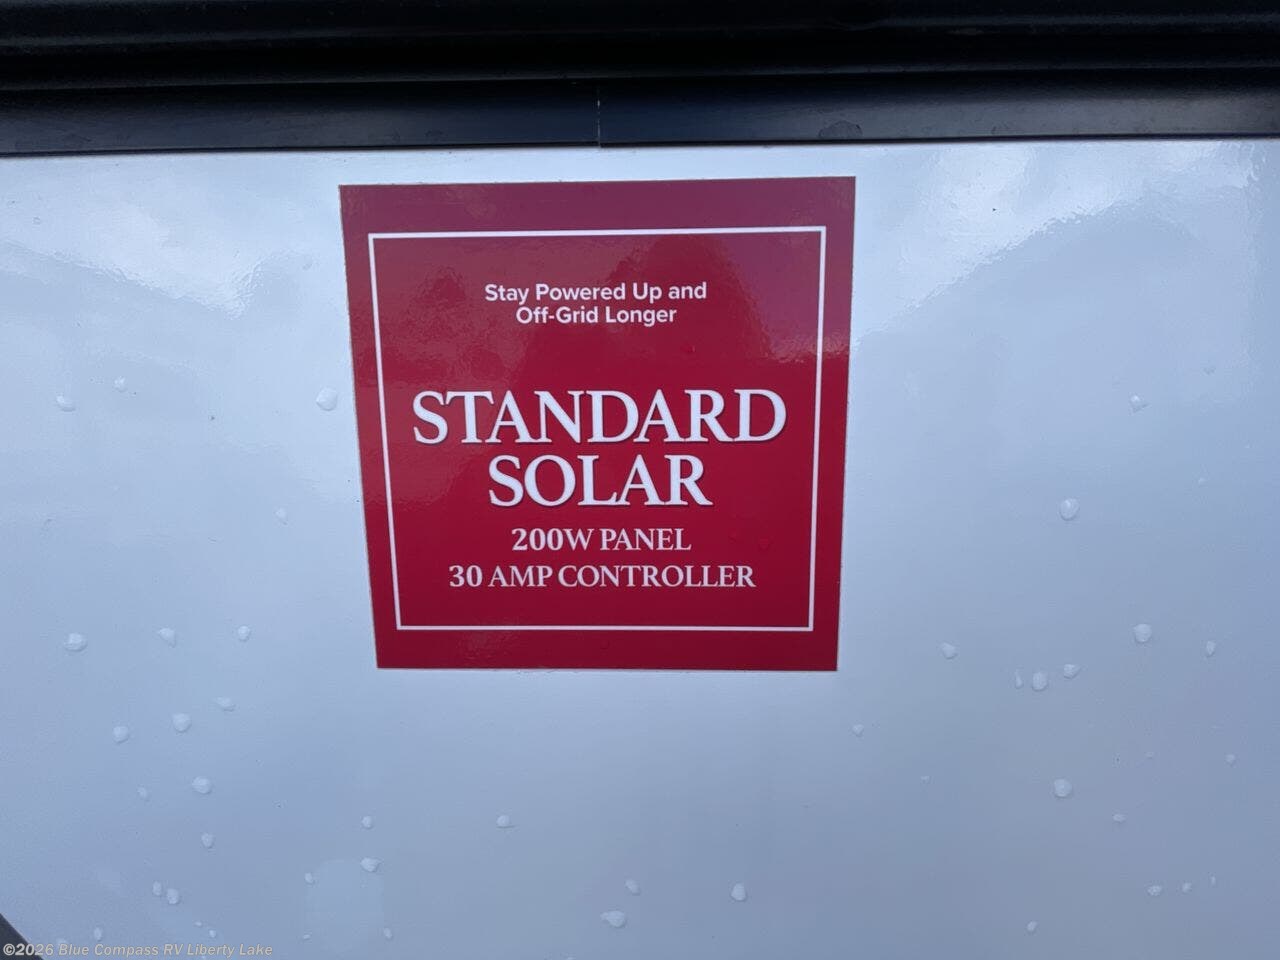 Stay Powered Up and
Off-Grid Longer
STANDARD
SOLAR
200W PANEL
30 AMP CONTROLLER
©2026 Blue Compass RV Liberty Lake